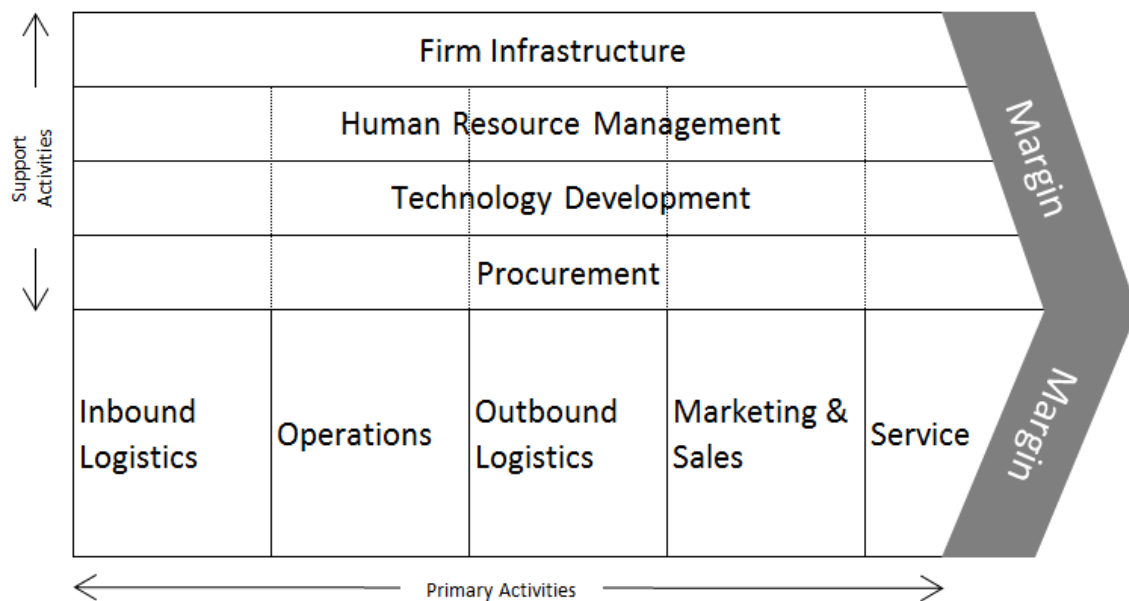 Firm Infrastructure
Human Resource Management
Technology Development
Procurement
Support
Activities
Margin
Inbound
Logistics
Operations
Outbound
Logistics
Marketing &
Sales
Service
Margin
Primary Activities